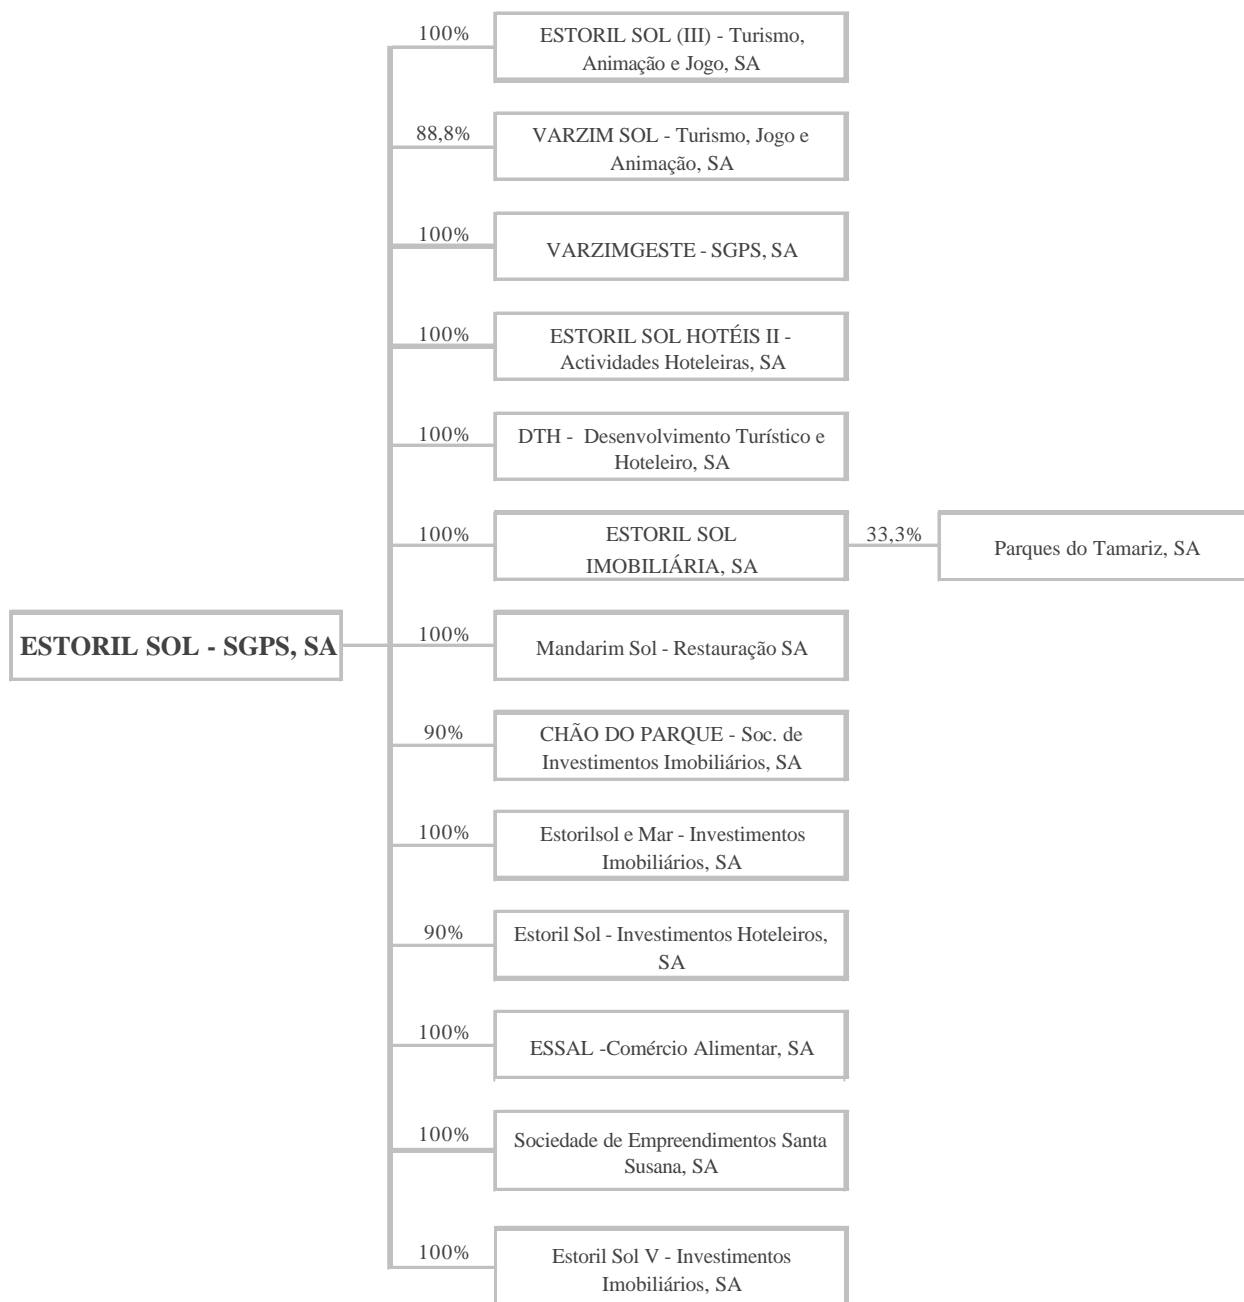 100%
ESTORIL SOL (III) - Turismo,
Animação e Jogo, SA
88,8%
VARZIM SOL - Turismo, Jogo e
Animação, SA
100%
VARZIMGESTE - SGPS, SA
100%
ESTORIL SOL HOTÉIS II -
Actividades Hoteleiras, SA
100%
DTH - Desenvolvimento Turístico e
Hoteleiro, SA
100%
ESTORIL SOL
IMOBILIÁRIA, SA
33,3%
Parques do Tamariz, SA
ESTORIL SOL - SGPS, SA
100%
Mandarim Sol - Restauração SA
90%
CHÃO DO PARQUE - Soc. de
Investimentos Imobiliários, SA
100%
Estorilsol e Mar - Investimentos
Imobiliários, SA
90%
Estoril Sol - Investimentos Hoteleiros,
SA
100%
ESSAL -Comércio Alimentar, SA
100%
Sociedade de Empreendimentos Santa
Susana, SA
100%
Estoril Sol V - Investimentos
Imobiliários, SA